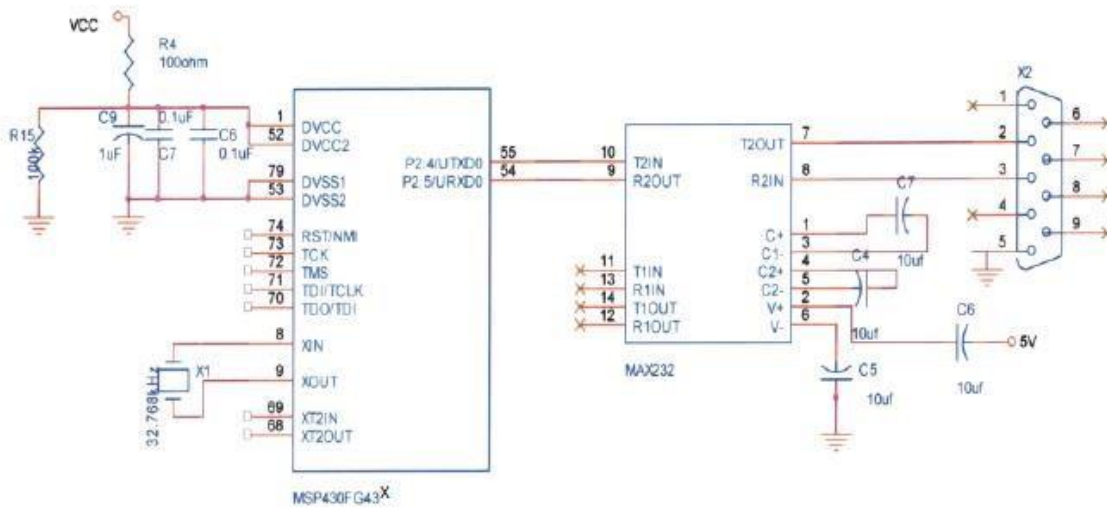 VCC
R4
100ohm
R15
100k
C9
1uF
0.1uF
C7
C6
0.1uF
1
DVCC
52
DVCC2
79
DVSS1
53
DVSS2
74
RST/NMI
73
TCK
72
TMS
71
TDI/TCLK
70
TDO/TDI
8
XIN
9
XOUT
69
XT2IN
68
XT2OUT
X1
32.768kHz
P2.4/UTXD0
55
P2.5/URXD0
54
MSP430FG43X
10
T2IN
9
R2OUT
11
T1IN
13
R1IN
14
T1OUT
12
R1OUT
T2OUT
7
R2IN
8
C+
1
C1-
3
C2+
4
C2-
5
V+
2
V-
6
MAX232
C7
10uf
C4
10uf
C5
10uf
C6
10uf
5V
X2
1
6
2
7
3
8
4
9
5